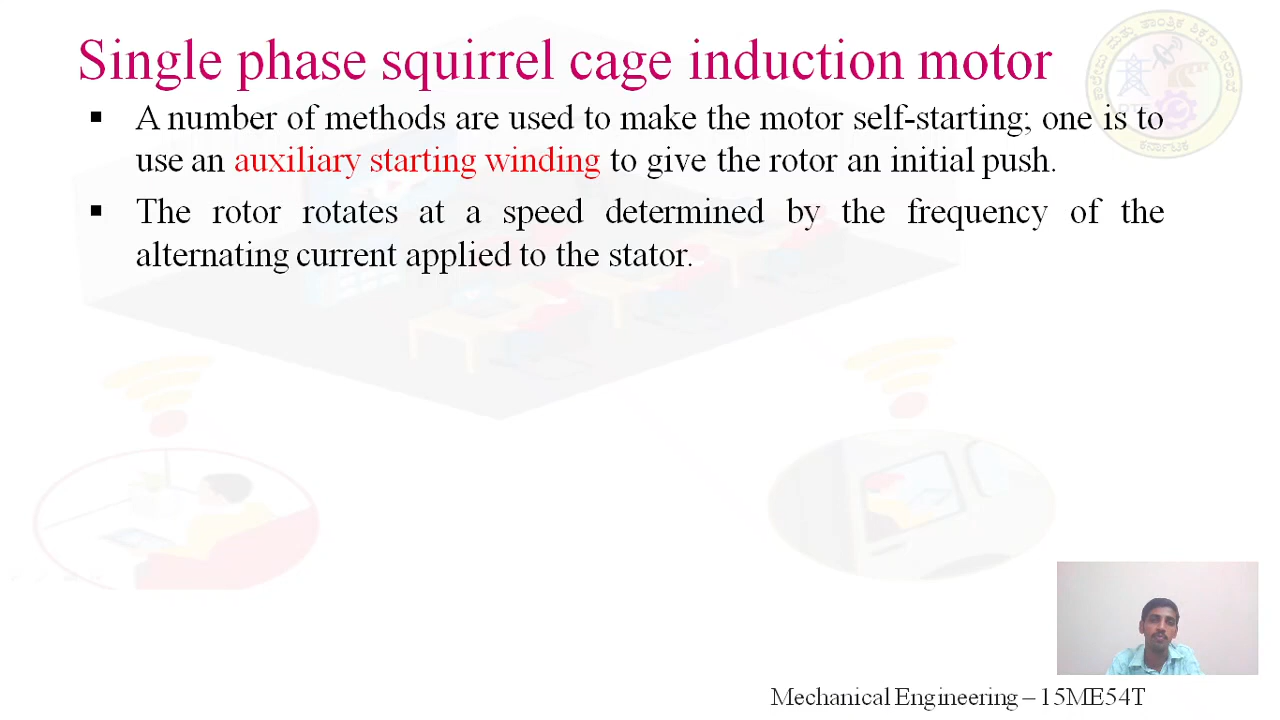 Single phase squirrel cage induction motor
▪ A number of methods are used to make the motor self-starting; one is to
use an auxiliary starting winding to give the rotor an initial push.
▪ The rotor rotates at a speed determined by the frequency of the
alternating current applied to the stator.
Mechanical Engineering – 15ME54T